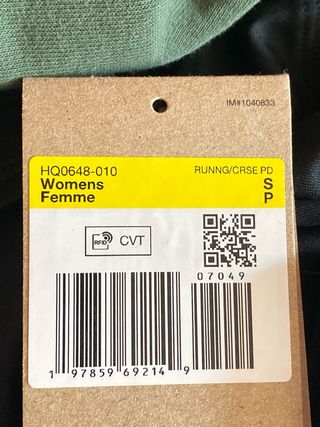 IM#1040833
HQ0648-010 RUNNG/CRSE PD
Womens S
Femme P
RFID CVT
07049
1 97859 69214 9